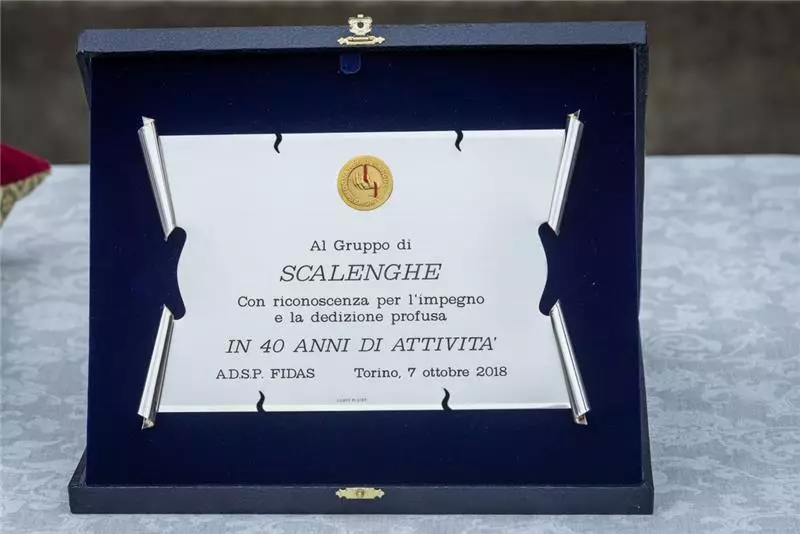 Al Gruppo di
SCALENGHE
Con riconoscenza per l'impegno
e la dedizione profusa
IN 40 ANNI DI ATTIVITA'
A.D.S.P. FIDAS Torino, 7 ottobre 2018